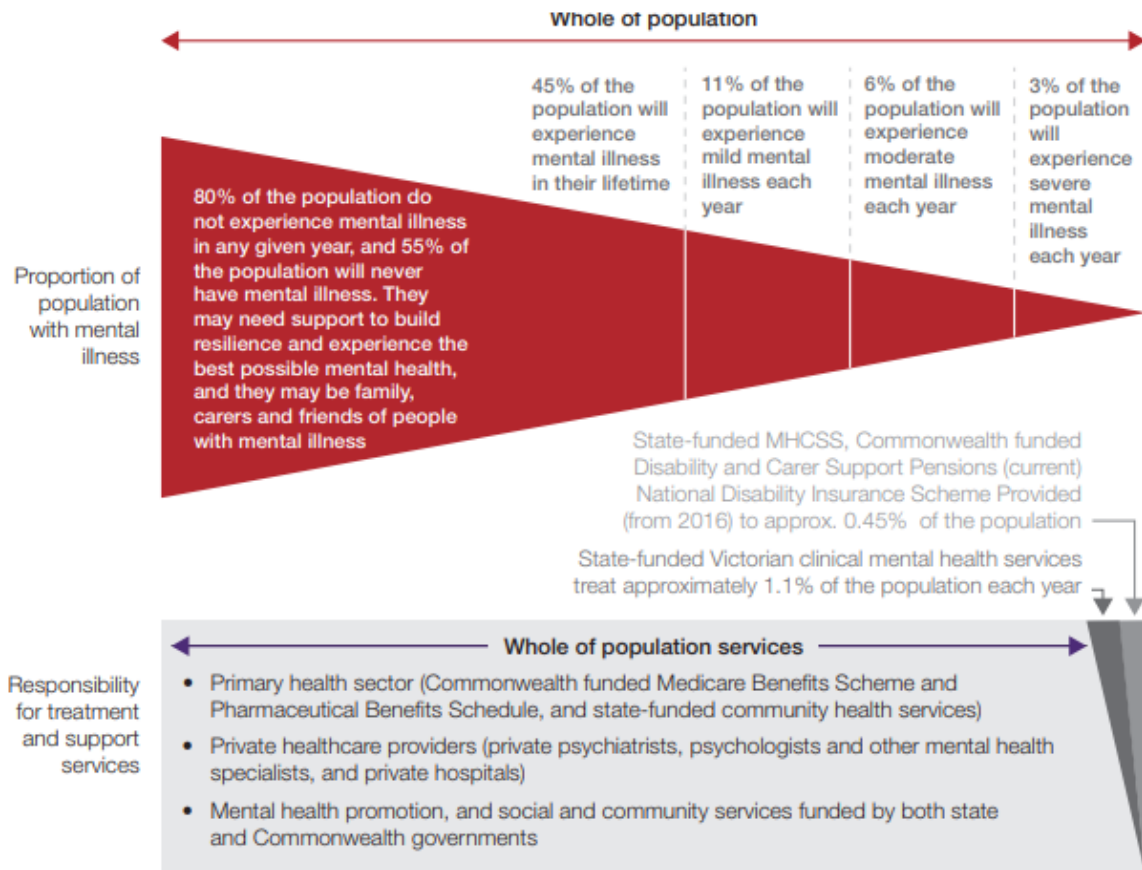 Whole of population
45% of the
population will
experience
mental illness
in their lifetime
11% of the
population will
experience
mild mental
illness each
year
6% of the
population will
experience
moderate
mental illness
each year
3% of the
population
will
experience
severe
mental
illness
each year
Proportion of
population
with mental
illness
80% of the population do
not experience mental illness
in any given year, and 55% of
the population will never
have mental illness. They
may need support to build
resilience and experience the
best possible mental health,
and they may be family,
carers and friends of people
with mental illness
State-funded MHCSS, Commonwealth funded
Disability and Carer Support Pensions (current)
National Disability Insurance Scheme Provided
(from 2016) to approx. 0.45% of the population
State-funded Victorian clinical mental health services
treat approximately 1.1% of the population each year
Responsibility
for treatment
and support
services
Whole of population services
• Primary health sector (Commonwealth funded Medicare Benefits Scheme and
Pharmaceutical Benefits Schedule, and state-funded community health services)
• Private healthcare providers (private psychiatrists, psychologists and other mental health
specialists, and private hospitals)
• Mental health promotion, and social and community services funded by both state
and Commonwealth governments